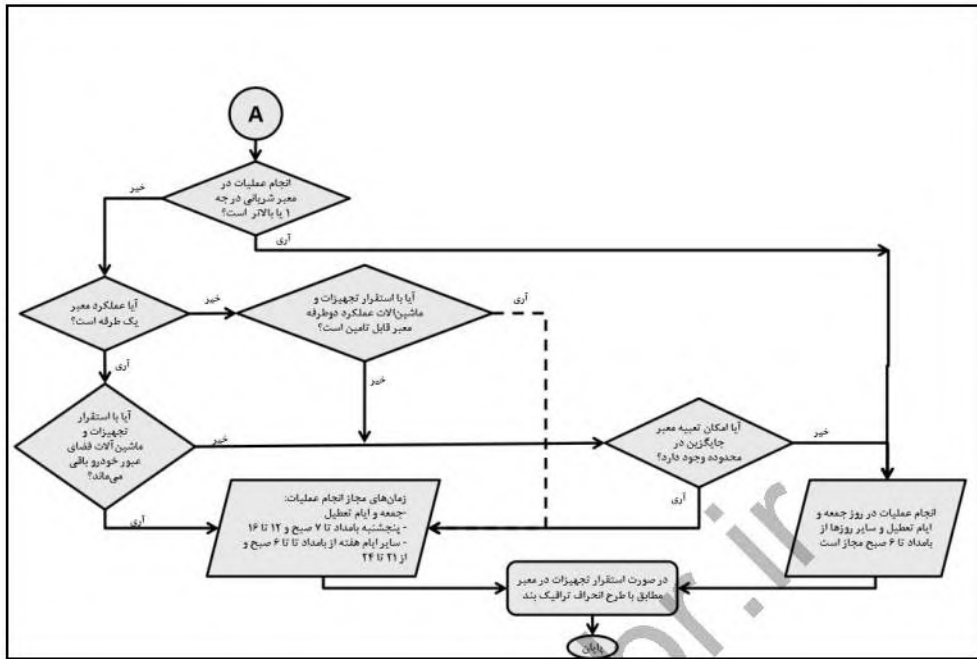 A
انجام عملیات در
معبر شریانی درجه
۱ یا بالاتر است؟
خیر
آری
آیا عملکرد معبر
یک طرفه است؟
خیر
آری
آیا با استقرار تجهیزات و
ماشین‌آلات عملکرد دوطرفه
معبر قابل تامین است؟
آری
خیر
آیا با استقرار
تجهیزات و
ماشین آلات فضای
عبور خودرو باقی
می‌ماند؟
خیر
آری
آیا امکان تعبیه معبر
جایگزین در
محدوده وجود دارد؟
خیر
آری
زمان‌های مجاز انجام عملیات:
-جمعه و ایام تعطیل
- پنجشنبه بامداد تا ۷ صبح و ۱۲ تا ۱۶
- سایر ایام هفته از بامداد تا تا ۶ صبح و
از ۲۱ تا ۲۴
انجام عملیات در روز جمعه و
ایام تعطیل و سایر روزها از
بامداد تا ۶ صبح مجاز است
در صورت استقرار تجهیزات در معبر
مطابق با طرح انحراف ترافیک بند
پایان